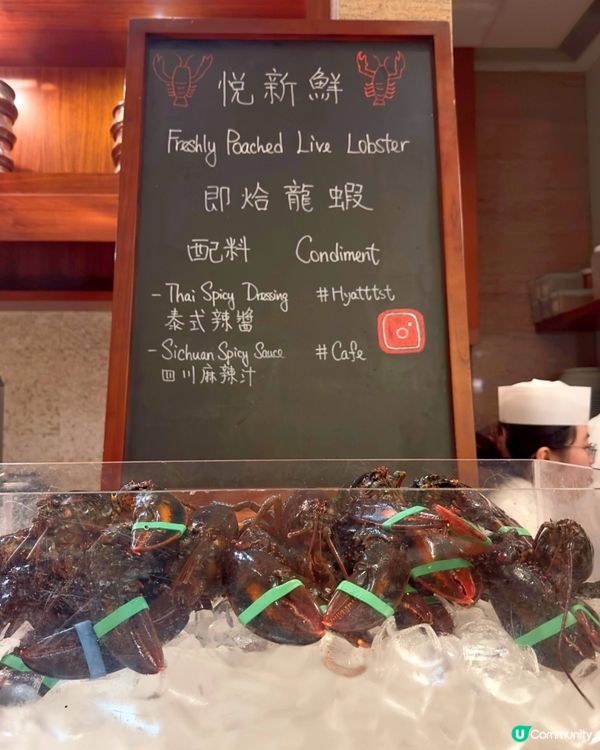 悅新鮮
Freshly Poached Live Lobster
即烚龍蝦
配料 Condiment
- Thai Spicy Dressing #Hyatttst
泰式辣醬
- Sichuan Spicy Sauce #Cafe
四川麻辣汁
U Community